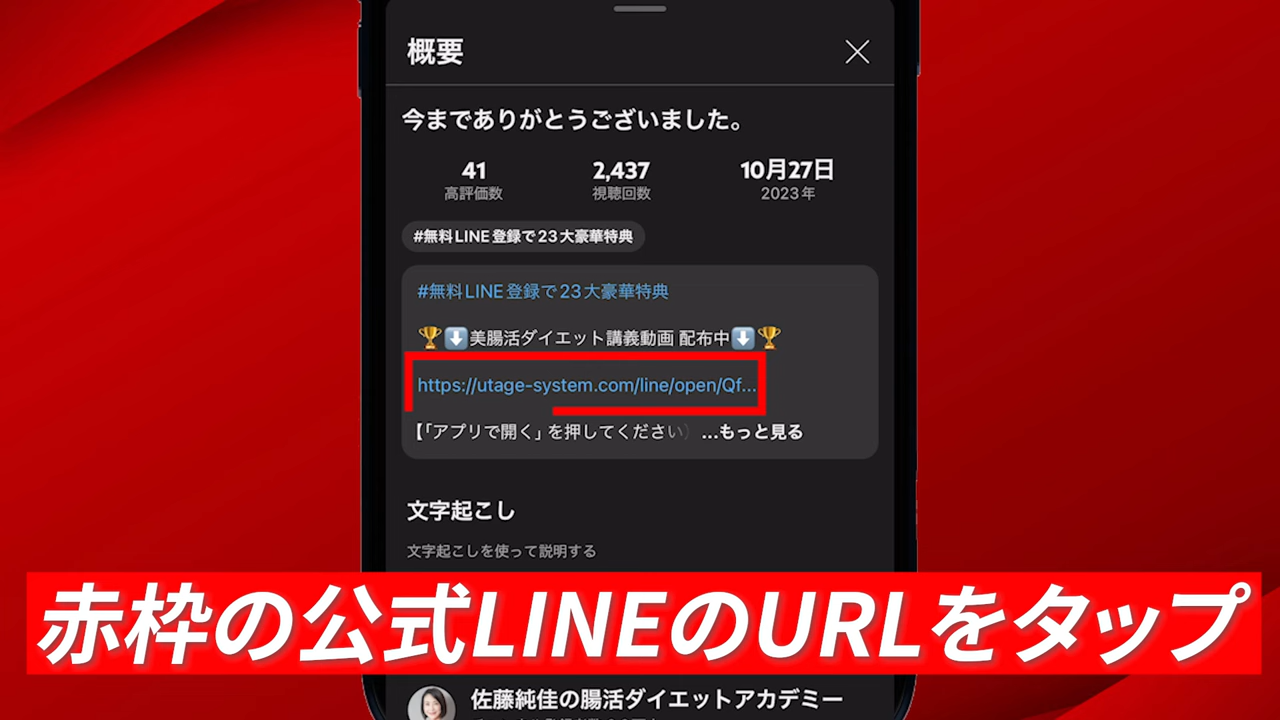 概要
今までありがとうございました。
41 2,437 10月27日
高評価数 視聴回数 2023年
#無料LINE登録で23大豪華特典
#無料LINE登録で23大豪華特典
🏆⬇️美腸活ダイエット講義動画 配布中⬇️🏆
https://utage-system.com/line/open/Qf...
【「アプリで開く」を押してください） ...もっと見る
文字起こし
文字起こしを使って説明する
赤枠の公式LINEのURLをタップ
佐藤純佳の腸活ダイエットアカデミー